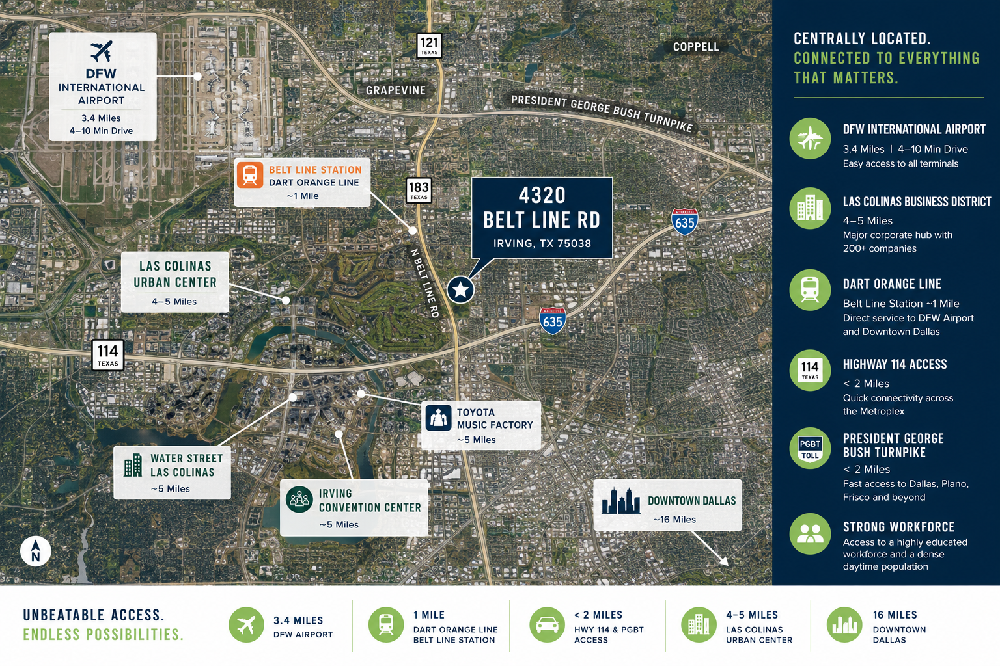 DFW
INTERNATIONAL
AIRPORT
3.4 Miles
4–10 Min Drive
121
TEXAS
COPPELL
GRAPEVINE
PRESIDENT GEORGE BUSH TURNPIKE
BELT LINE STATION
DART ORANGE LINE
~1 Mile
183
TEXAS
4320
BELT LINE RD
IRVING, TX 75038
INTERSTATE
635
N BELT LINE RD
LAS COLINAS
URBAN CENTER
4–5 Miles
INTERSTATE
635
114
TEXAS
TOYOTA
MUSIC FACTORY
~5 Miles
WATER STREET
LAS COLINAS
~5 Miles
IRVING
CONVENTION CENTER
~5 Miles
DOWNTOWN DALLAS
~16 Miles
N
CENTRALLY LOCATED.
CONNECTED TO EVERYTHING
THAT MATTERS.
DFW INTERNATIONAL AIRPORT
3.4 Miles | 4–10 Min Drive
Easy access to all terminals
LAS COLINAS BUSINESS DISTRICT
4–5 Miles
Major corporate hub with
200+ companies
DART ORANGE LINE
Belt Line Station ~1 Mile
Direct service to DFW Airport
and Downtown Dallas
114
TEXAS
HIGHWAY 114 ACCESS
< 2 Miles
Quick connectivity across
the Metroplex
PGBT
TOLL
PRESIDENT GEORGE
BUSH TURNPIKE
< 2 Miles
Fast access to Dallas, Plano,
Frisco and beyond
STRONG WORKFORCE
Access to a highly educated
workforce and a dense
daytime population
UNBEATABLE ACCESS.
ENDLESS POSSIBILITIES.
3.4 MILES
DFW AIRPORT
1 MILE
DART ORANGE LINE
BELT LINE STATION
< 2 MILES
HWY 114 & PGBT
ACCESS
4–5 MILES
LAS COLINAS
URBAN CENTER
16 MILES
DOWNTOWN
DALLAS